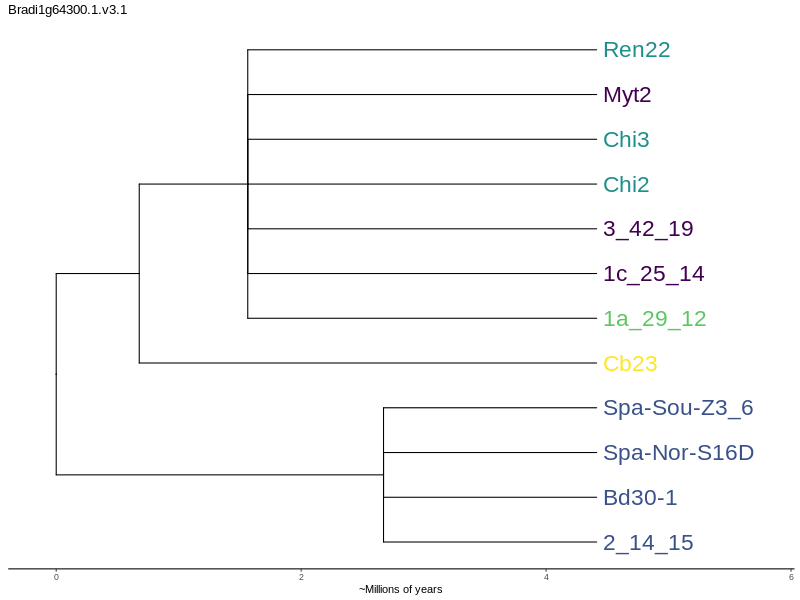 Bradi1g64300.1.v3.1
Ren22
Myt2
Chi3
Chi2
3_42_19
1c_25_14
1a_29_12
Cb23
Spa-Sou-Z3_6
Spa-Nor-S16D
Bd30-1
2_14_15
0 2 4 6
~Millions of years